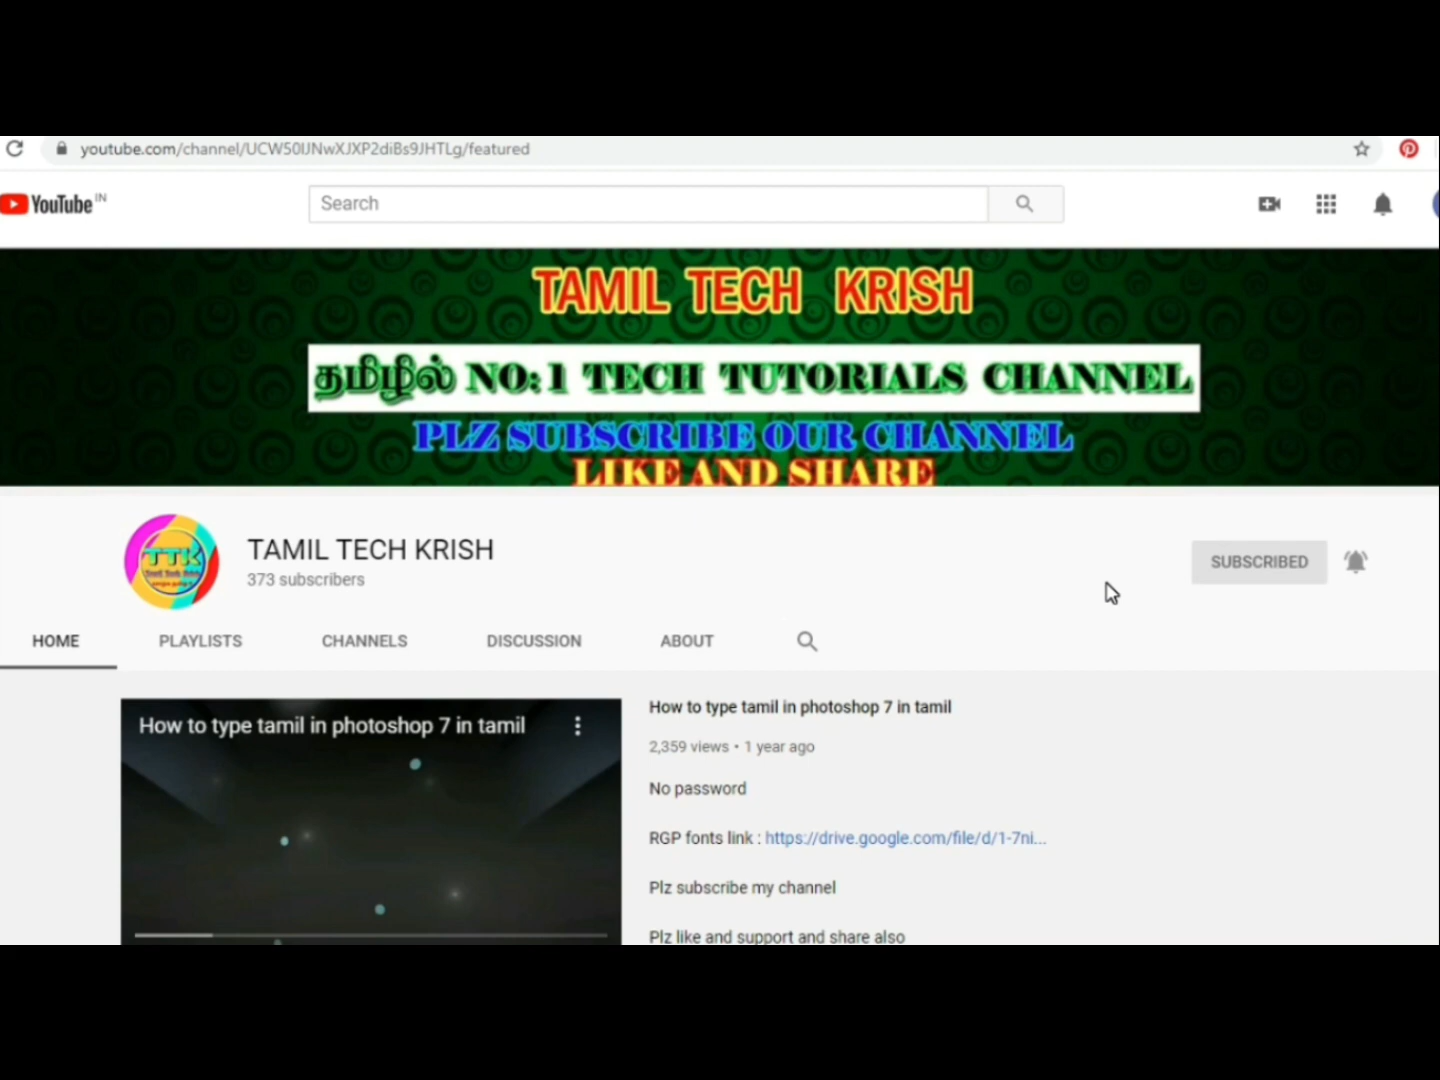 youtube.com/channel/UCW50IJNwXJXP2diBs9JHTLg/featured
YouTube IN
Search
TAMIL TECH KRISH
தமிழில் NO:1 TECH TUTORIALS CHANNEL
PLZ SUBSCRIBE OUR CHANNEL
LIKE AND SHARE
TTK
TAMIL TECH KRISH
373 subscribers
SUBSCRIBED
HOME PLAYLISTS CHANNELS DISCUSSION ABOUT
How to type tamil in photoshop 7 in tamil
How to type tamil in photoshop 7 in tamil
2,359 views • 1 year ago
No password
RGP fonts link : https://drive.google.com/file/d/1-7ni...
Plz subscribe my channel
Plz like and support and share also